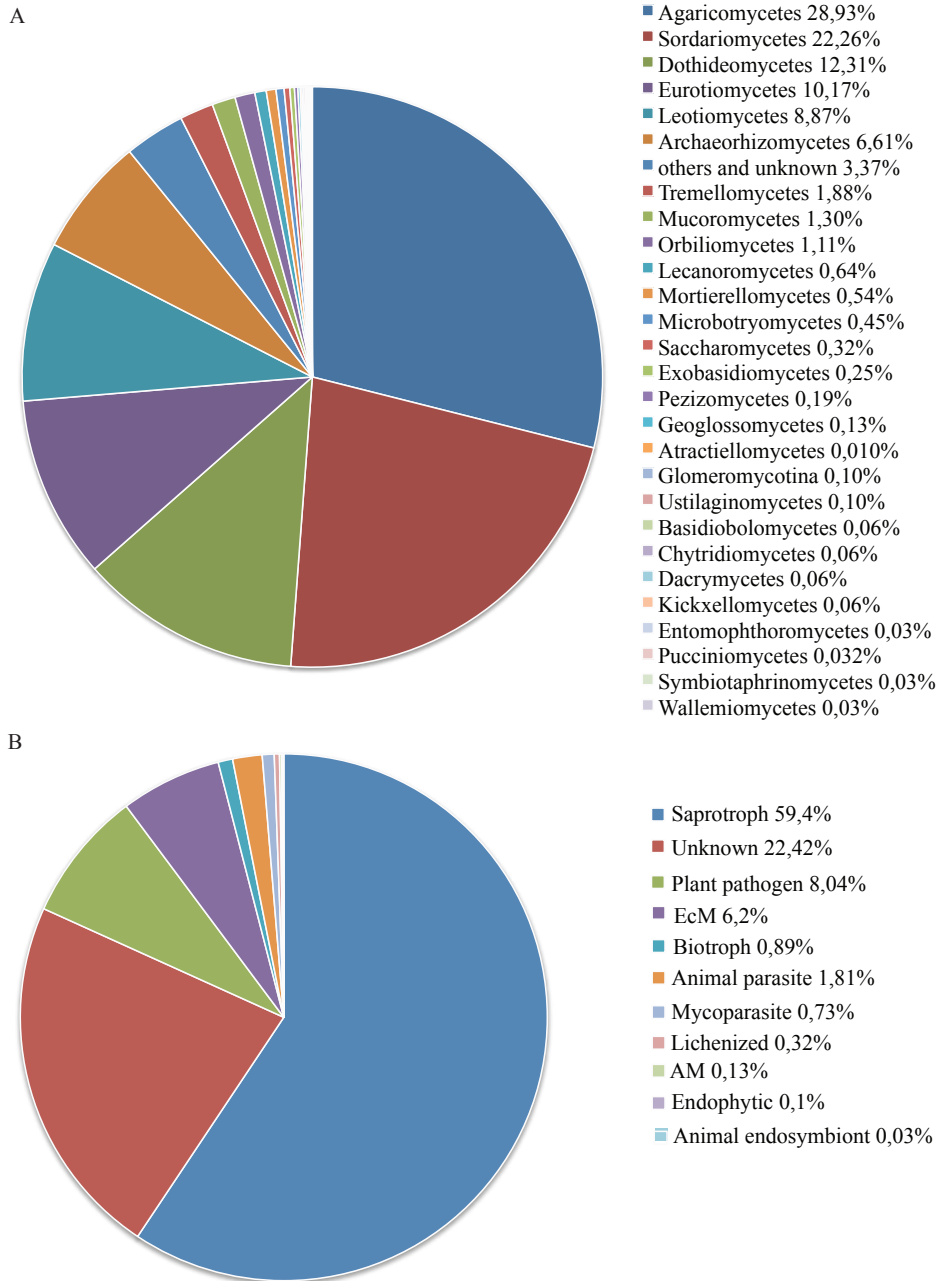 A
Agaricomycetes 28,93%
Sordariomycetes 22,26%
Dothideomycetes 12,31%
Eurotiomycetes 10,17%
Leotiomycetes 8,87%
Archaeorhizomycetes 6,61%
others and unknown 3,37%
Tremellomycetes 1,88%
Mucoromycetes 1,30%
Orbiliomycetes 1,11%
Lecanoromycetes 0,64%
Mortierellomycetes 0,54%
Microbotryomycetes 0,45%
Saccharomycetes 0,32%
Exobasidiomycetes 0,25%
Pezizomycetes 0,19%
Geoglossomycetes 0,13%
Atractiellomycetes 0,010%
Glomeromycotina 0,10%
Ustilaginomycetes 0,10%
Basidiobolomycetes 0,06%
Chytridiomycetes 0,06%
Dacrymycetes 0,06%
Kickxellomycetes 0,06%
Entomophthoromycetes 0,03%
Pucciniomycetes 0,032%
Symbiotaphrinomycetes 0,03%
Wallemiomycetes 0,03%
B
Saprotroph 59,4%
Unknown 22,42%
Plant pathogen 8,04%
EcM 6,2%
Biotroph 0,89%
Animal parasite 1,81%
Mycoparasite 0,73%
Lichenized 0,32%
AM 0,13%
Endophytic 0,1%
Animal endosymbiont 0,03%